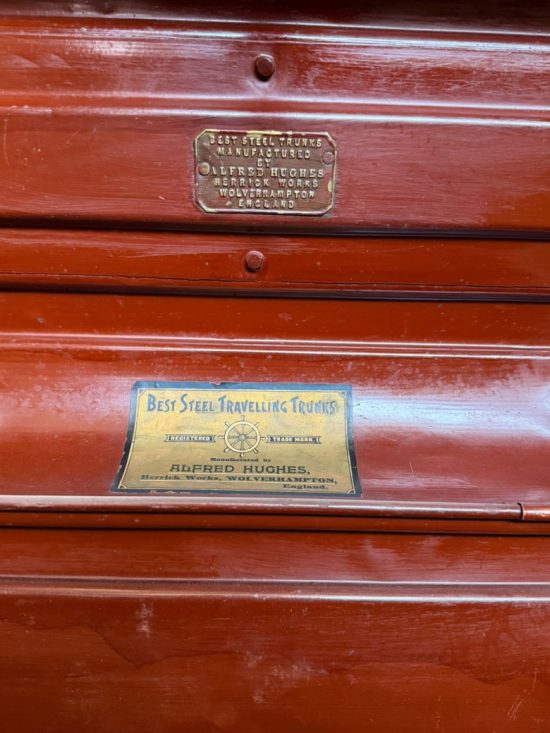 BEST STEEL TRUNKS
MANUFACTURED
BY
ALFRED HUGHES
HERRICK WORKS
WOLVERHAMPTON
ENGLAND
BEST STEEL TRAVELLING TRUNKS
REGISTERED TRADE MARK
Manufactured by
ALFRED HUGHES,
Herrick Works, WOLVERHAMPTON,
England.